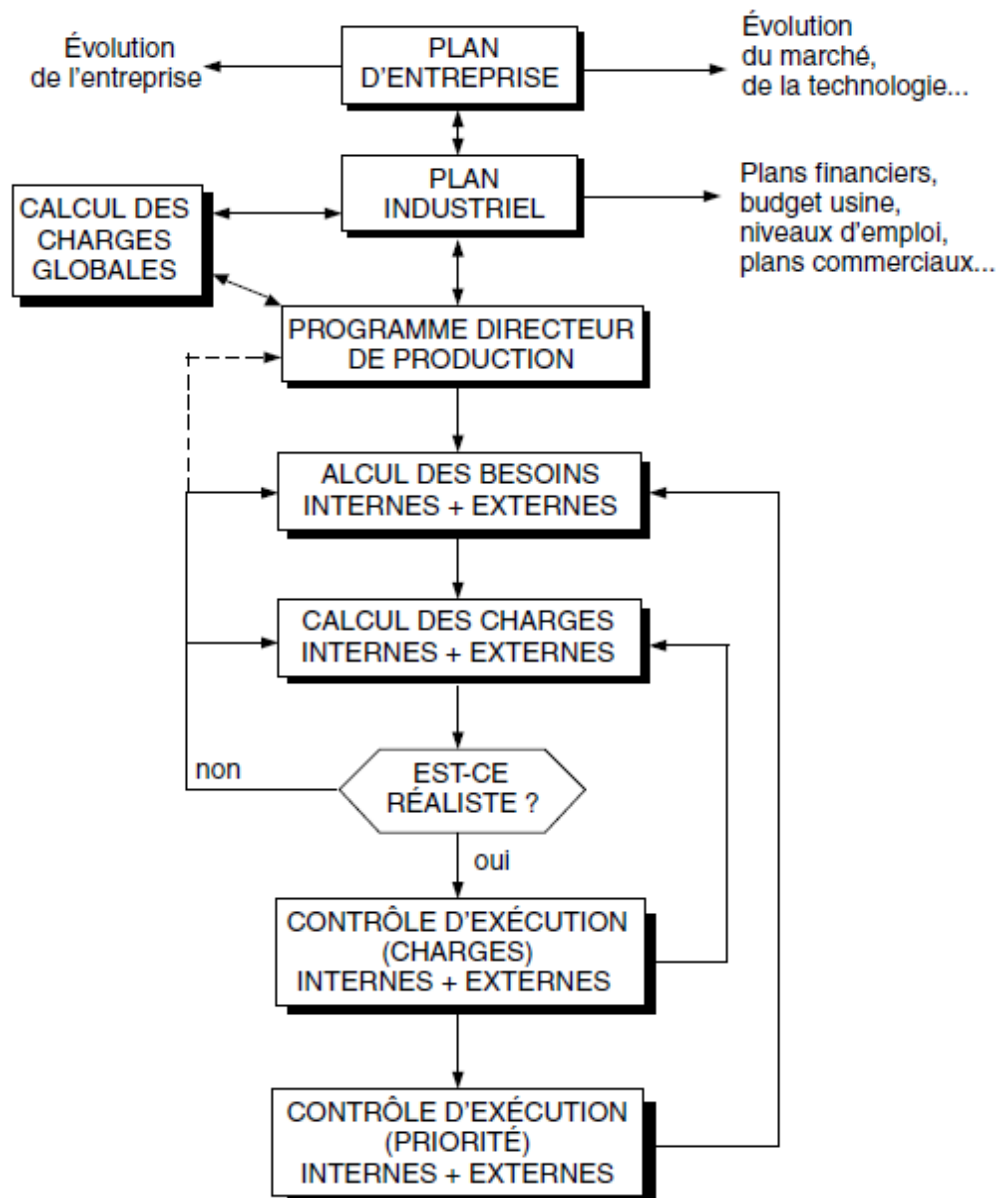 Évolution
de l'entreprise
PLAN
D'ENTREPRISE
Évolution
du marché,
de la technologie...
PLAN
INDUSTRIEL
Plans financiers,
budget usine,
niveaux d'emploi,
plans commerciaux...
CALCUL DES
CHARGES
GLOBALES
PROGRAMME DIRECTEUR
DE PRODUCTION
ALCUL DES BESOINS
INTERNES + EXTERNES
CALCUL DES CHARGES
INTERNES + EXTERNES
non
EST-CE
RÉALISTE ?
oui
CONTRÔLE D'EXÉCUTION
(CHARGES)
INTERNES + EXTERNES
CONTRÔLE D'EXÉCUTION
(PRIORITÉ)
INTERNES + EXTERNES